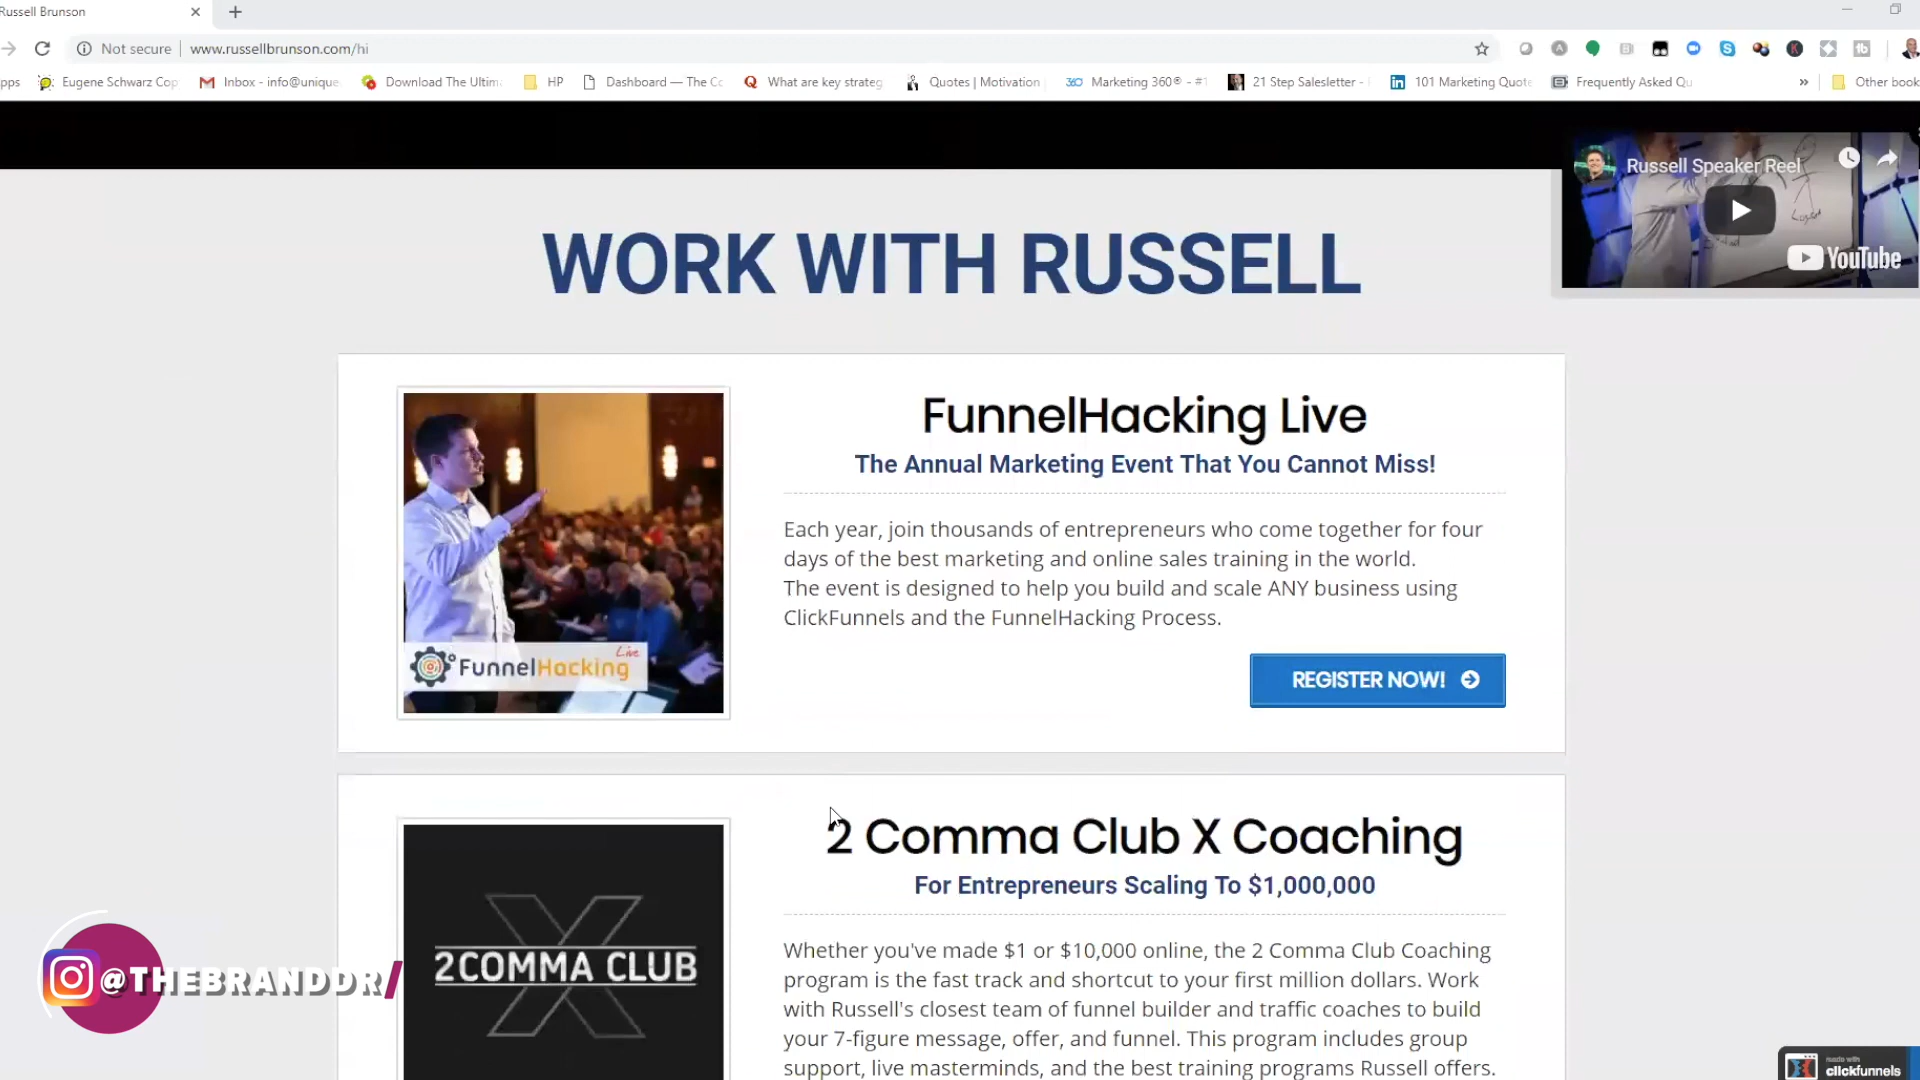 Russell Brunson
Not secure
www.russellbrunson.com/hi
Eugene Schwarz Cop
Inbox - info@unique
Download The Ultim
HP
Dashboard — The Co
What are key strateg
Quotes | Motivation
Marketing 360® - #1
21 Step Salesletter -
101 Marketing Quote
Frequently Asked Qu
Other book
Russell Speaker Reel
YouTube
WORK WITH RUSSELL
FunnelHacking Live
The Annual Marketing Event That You Cannot Miss!
Each year, join thousands of entrepreneurs who come together for four
days of the best marketing and online sales training in the world.
The event is designed to help you build and scale ANY business using
ClickFunnels and the FunnelHacking Process.
FunnelHacking Live
REGISTER NOW!
2 Comma Club X Coaching
For Entrepreneurs Scaling To $1,000,000
2COMMA CLUB
X
Whether you've made $1 or $10,000 online, the 2 Comma Club Coaching
program is the fast track and shortcut to your first million dollars. Work
with Russell's closest team of funnel builder and traffic coaches to build
your 7-figure message, offer, and funnel. This program includes group
support, live masterminds, and the best training programs Russell offers.
@THEBRANDDR/
made with
clickfunnels